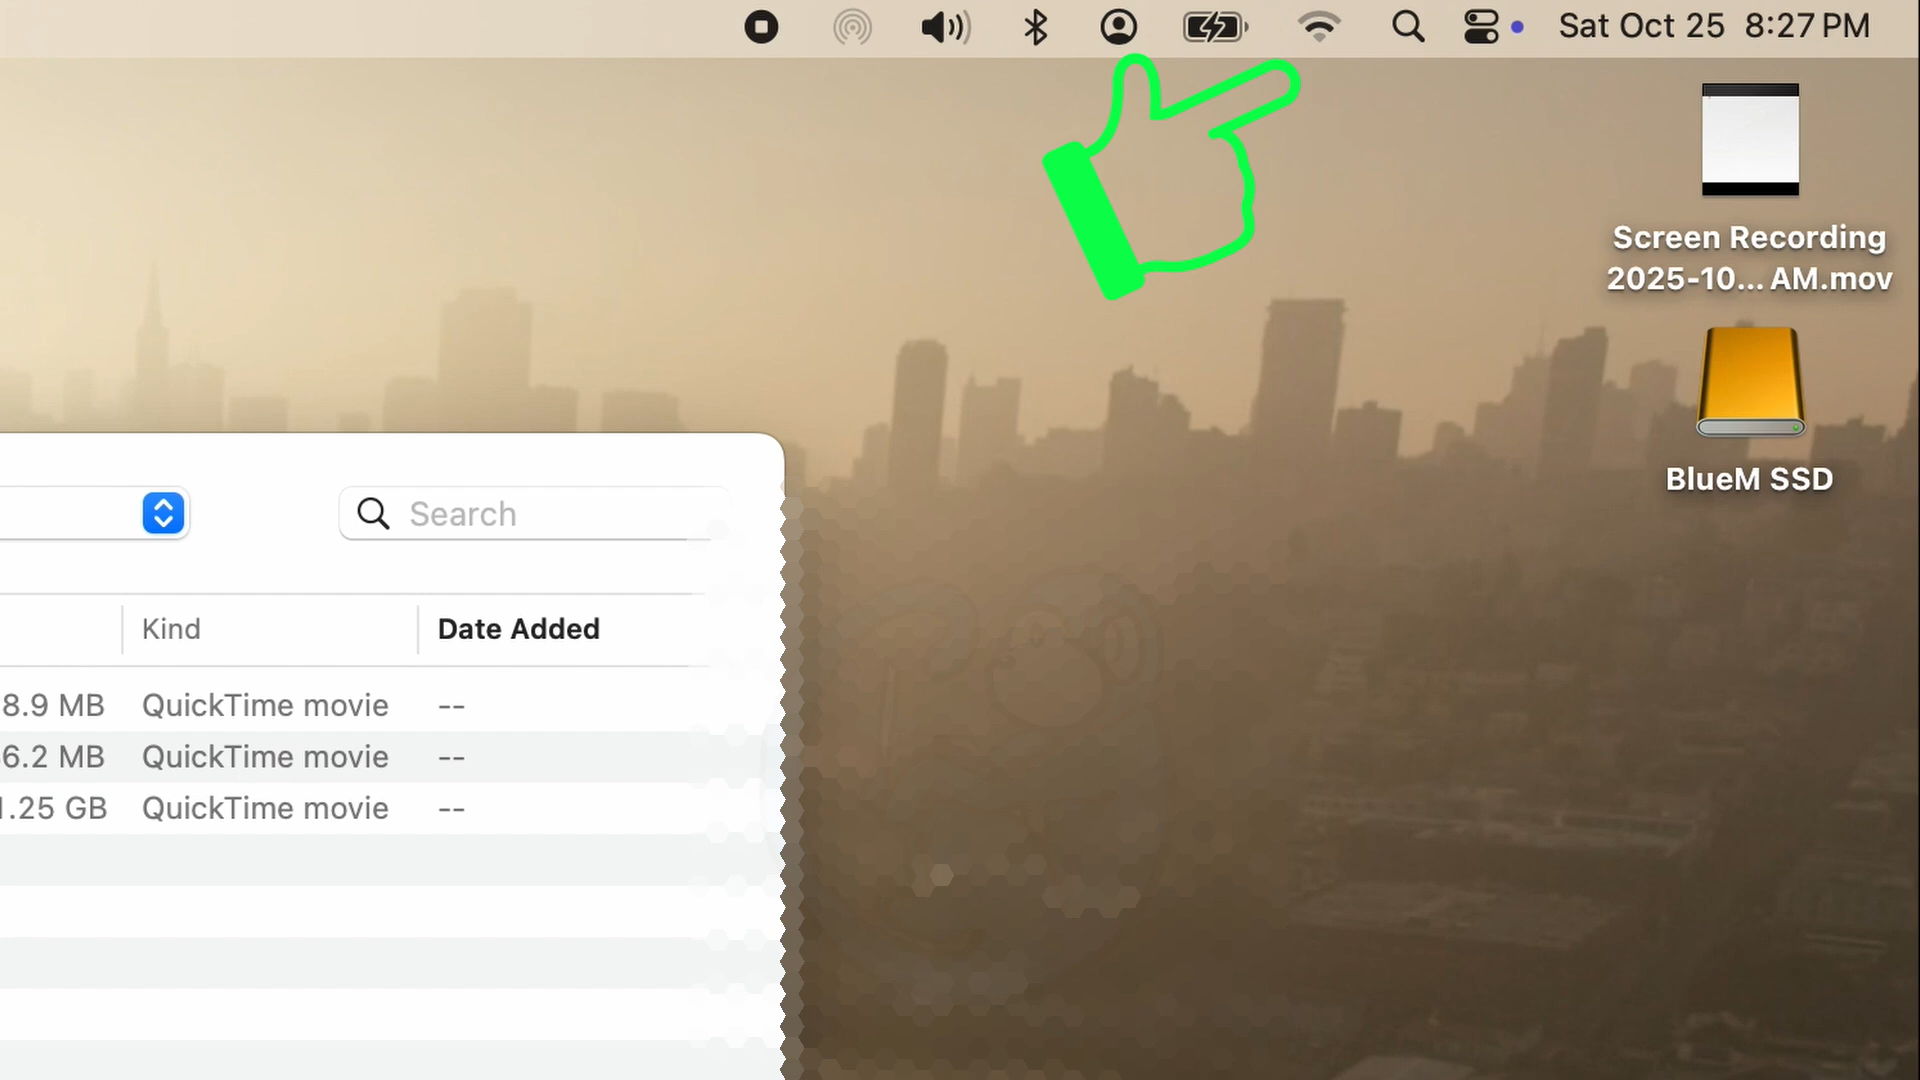 Sat Oct 25 8:27 PM
Screen Recording
2025-10... AM.mov
BlueM SSD
Search
Kind Date Added
8.9 MB QuickTime movie --
6.2 MB QuickTime movie --
1.25 GB QuickTime movie --